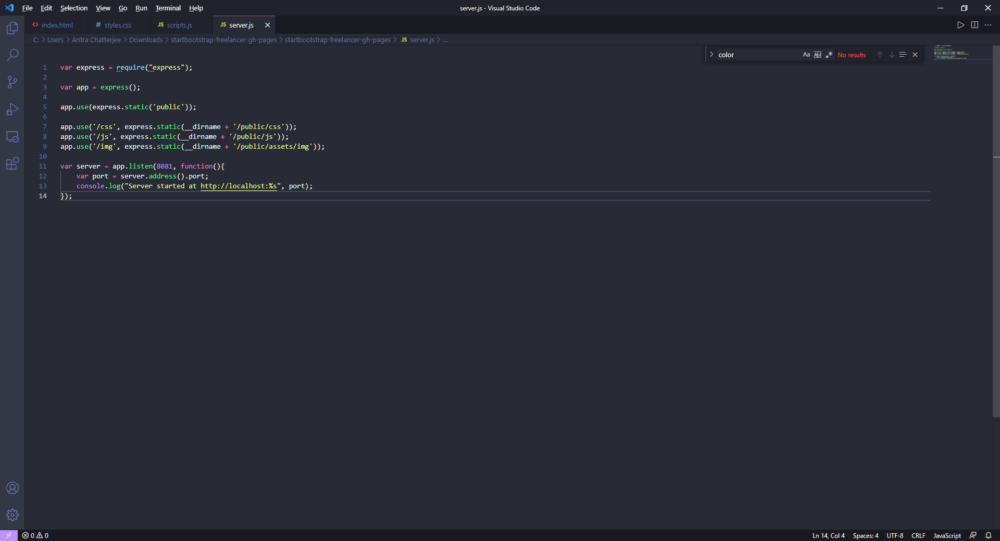 File Edit Selection View Go Run Terminal Help server.js - Visual Studio Code
index.html styles.css JS scripts.js JS server.js
C: > Users > Aritra Chatterjee > Downloads > startbootstrap-freelancer-gh-pages > startbootstrap-freelancer-gh-pages > JS server.js > ...
color Aa Abl No results
1 var express = require("express");
2
3 var app = express();
4
5 app.use(express.static('public'));
6
7 app.use('/css', express.static(__dirname + '/public/css'));
8 app.use('/js', express.static(__dirname + '/public/js'));
9 app.use('/img', express.static(__dirname + '/public/assets/img'));
10
11 var server = app.listen(8081, function(){
12     var port = server.address().port;
13     console.log("Server started at http://localhost:%s", port);
14 });
0 0 Ln 14, Col 4 Spaces: 4 UTF-8 CRLF JavaScript